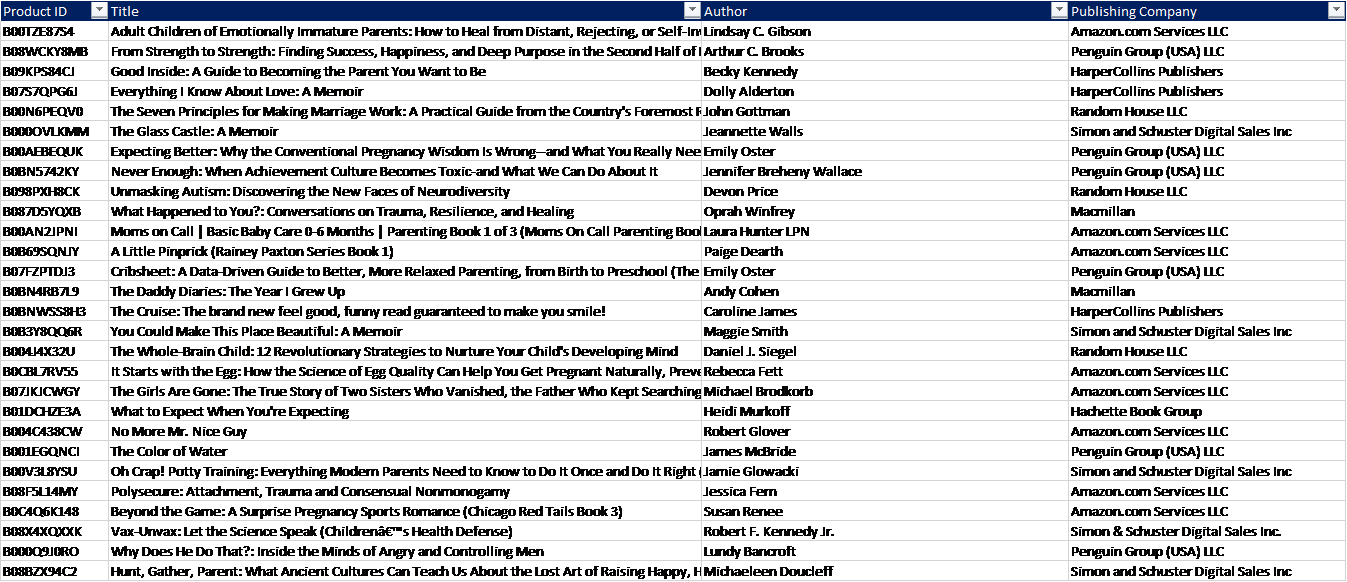 Product ID Title Author Publishing Company
B00TZE87S4 Adult Children of Emotionally Immature Parents: How to Heal from Distant, Rejecting, or Self-In Lindsay C. Gibson Amazon.com Services LLC
B08WCKY8MB From Strength to Strength: Finding Success, Happiness, and Deep Purpose in the Second Half of Arthur C. Brooks Penguin Group (USA) LLC
B09KPS84CJ Good Inside: A Guide to Becoming the Parent You Want to Be Becky Kennedy HarperCollins Publishers
B07S7QPG6J Everything I Know About Love: A Memoir Dolly Alderton HarperCollins Publishers
B00N6PEQV0 The Seven Principles for Making Marriage Work: A Practical Guide from the Country's Foremost John Gottman Random House LLC
B000OVLKMM The Glass Castle: A Memoir Jeannette Walls Simon and Schuster Digital Sales Inc
B00AEBEQUK Expecting Better: Why the Conventional Pregnancy Wisdom Is Wrong—and What You Really Nee Emily Oster Penguin Group (USA) LLC
B0BN5742KY Never Enough: When Achievement Culture Becomes Toxic-and What We Can Do About It Jennifer Breheny Wallace Penguin Group (USA) LLC
B098PXH8CK Unmasking Autism: Discovering the New Faces of Neurodiversity Devon Price Random House LLC
B087D5YQXB What Happened to You?: Conversations on Trauma, Resilience, and Healing Oprah Winfrey Macmillan
B00AN2JPNI Moms on Call | Basic Baby Care 0-6 Months | Parenting Book 1 of 3 (Moms On Call Parenting Boo Laura Hunter LPN Amazon.com Services LLC
B0B69SQNJY A Little Pinprick (Rainey Paxton Series Book 1) Paige Dearth Amazon.com Services LLC
B07FZPTDJ3 Cribsheet: A Data-Driven Guide to Better, More Relaxed Parenting, from Birth to Preschool (The Emily Oster Penguin Group (USA) LLC
B0BN4RB7L9 The Daddy Diaries: The Year I Grew Up Andy Cohen Macmillan
B0BNWSS8H3 The Cruise: The brand new feel good, funny read guaranteed to make you smile! Caroline James HarperCollins Publishers
B0B3Y8QQ6R You Could Make This Place Beautiful: A Memoir Maggie Smith Simon and Schuster Digital Sales Inc
B004J4X32U The Whole-Brain Child: 12 Revolutionary Strategies to Nurture Your Child's Developing Mind Daniel J. Siegel Random House LLC
B0CBL7RV55 It Starts with the Egg: How the Science of Egg Quality Can Help You Get Pregnant Naturally, Preve Rebecca Fett Amazon.com Services LLC
B07JKJCWGY The Girls Are Gone: The True Story of Two Sisters Who Vanished, the Father Who Kept Searching Michael Brodkorb Amazon.com Services LLC
B01DCHZE3A What to Expect When You're Expecting Heidi Murkoff Hachette Book Group
B004C438CW No More Mr. Nice Guy Robert Glover Amazon.com Services LLC
B001EGQNCI The Color of Water James McBride Penguin Group (USA) LLC
B00V3L8YSU Oh Crap! Potty Training: Everything Modern Parents Need to Know to Do It Once and Do It Right Jamie Glowacki Simon and Schuster Digital Sales Inc
B08F5L14MY Polysecure: Attachment, Trauma and Consensual Nonmonogamy Jessica Fern Amazon.com Services LLC
B0C4Q6K148 Beyond the Game: A Surprise Pregnancy Sports Romance (Chicago Red Tails Book 3) Susan Renee Amazon.com Services LLC
B08X4XQXXK Vax-Unvax: Let the Science Speak (Childrenâ€™s Health Defense) Robert F. Kennedy Jr. Simon & Schuster Digital Sales Inc.
B000Q9J0RO Why Does He Do That?: Inside the Minds of Angry and Controlling Men Lundy Bancroft Penguin Group (USA) LLC
B08BZX94C2 Hunt, Gather, Parent: What Ancient Cultures Can Teach Us About the Lost Art of Raising Happy, H Michaeleen Doucleff Simon and Schuster Digital Sales Inc